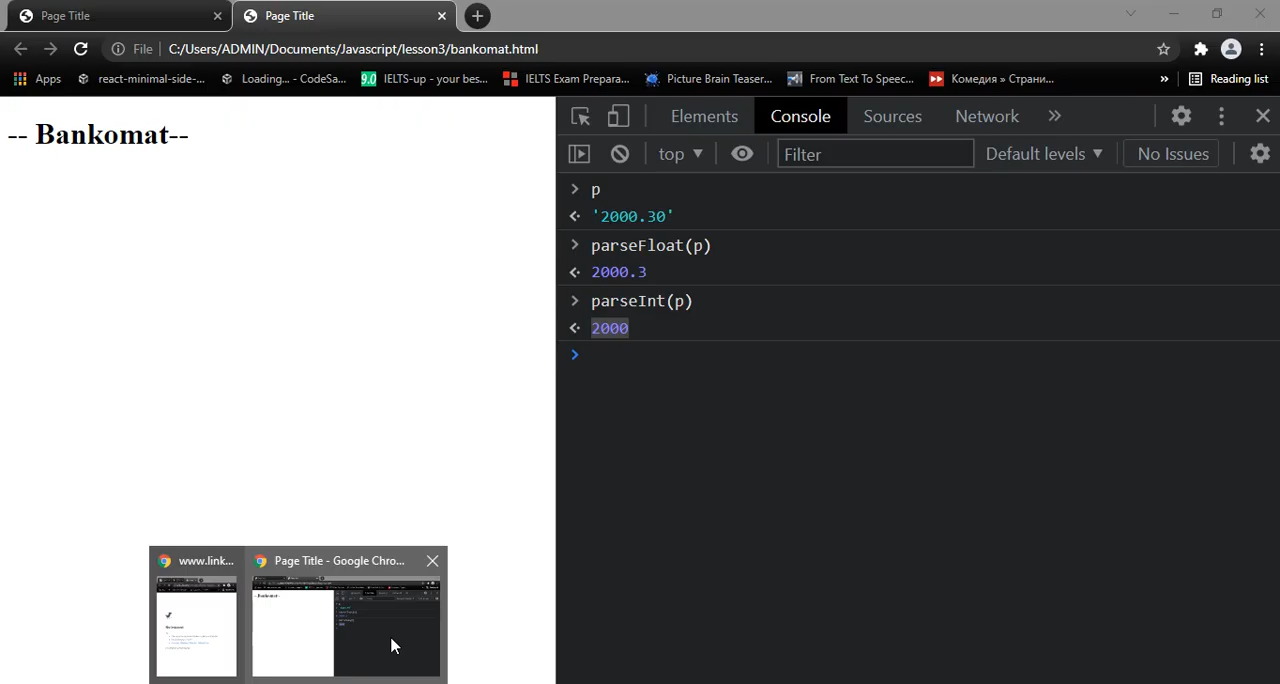 Page Title
Page Title
File
C:/Users/ADMIN/Documents/Javascript/lesson3/bankomat.html
Apps
react-minimal-side-...
Loading... - CodeSa...
9.0 IELTS-up - your bes...
IELTS Exam Prepara...
Picture Brain Teaser...
From Text To Speec...
Комедия » Страни...
»
Reading list
-- Bankomat--
Elements
Console
Sources
Network
»
top ▼
Filter
Default levels ▼
No Issues
> p
'2000.30'
> parseFloat(p)
2000.3
> parseInt(p)
2000
>
www.link...
Page Title - Google Chro...